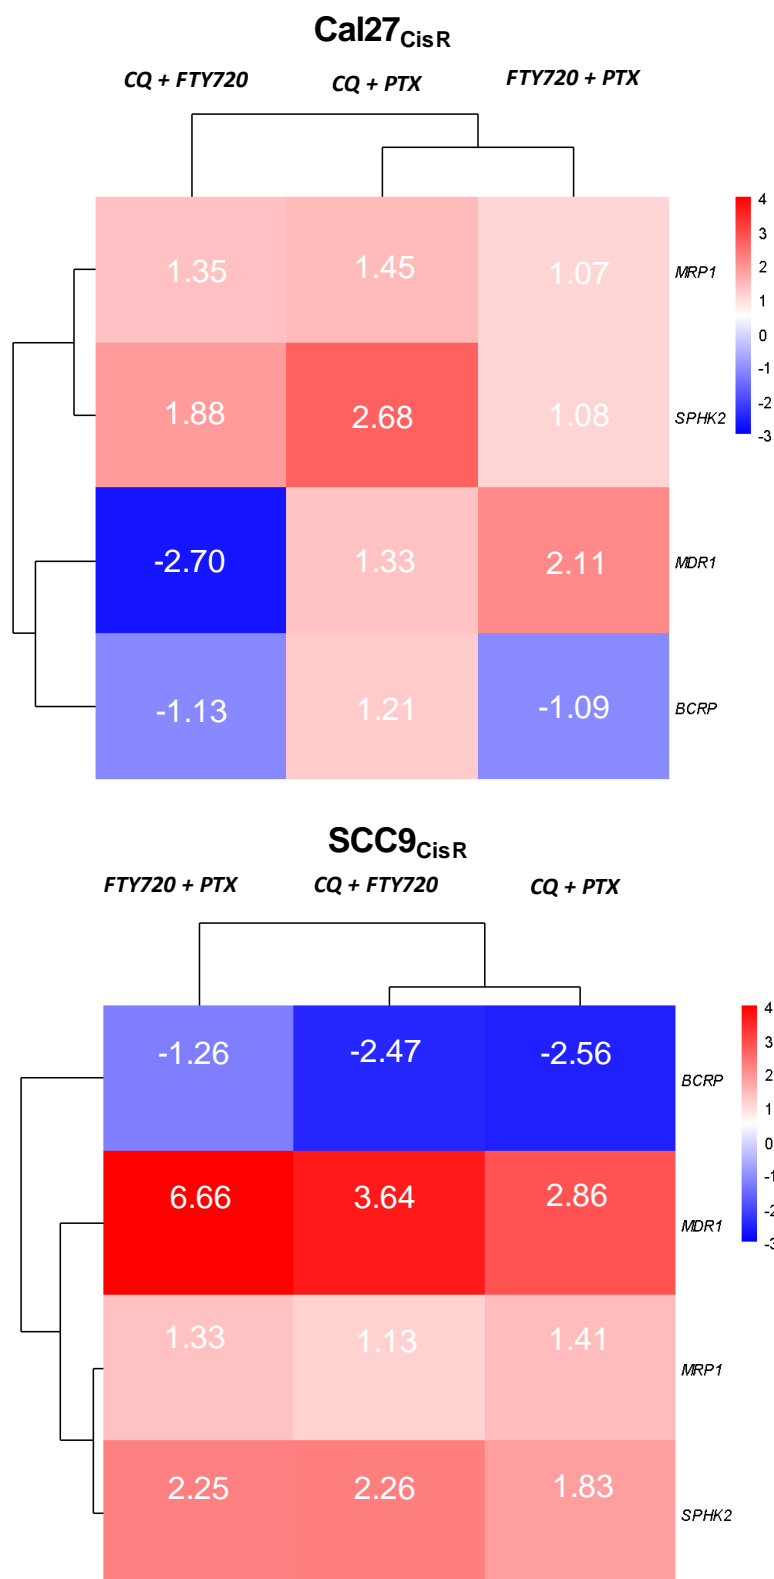 Cal27CisR
CQ + FTY720 CQ + PTX FTY720 + PTX
4
3
2
1
0
-1
-2
-3
1.35 1.45 1.07 MRP1
1.88 2.68 1.08 SPHK2
-2.70 1.33 2.11 MDR1
-1.13 1.21 -1.09 BCRP
SCC9CisR
FTY720 + PTX CQ + FTY720 CQ + PTX
4
3
2
1
0
-1
-2
-3
-1.26 -2.47 -2.56 BCRP
6.66 3.64 2.86 MDR1
1.33 1.13 1.41 MRP1
2.25 2.26 1.83 SPHK2